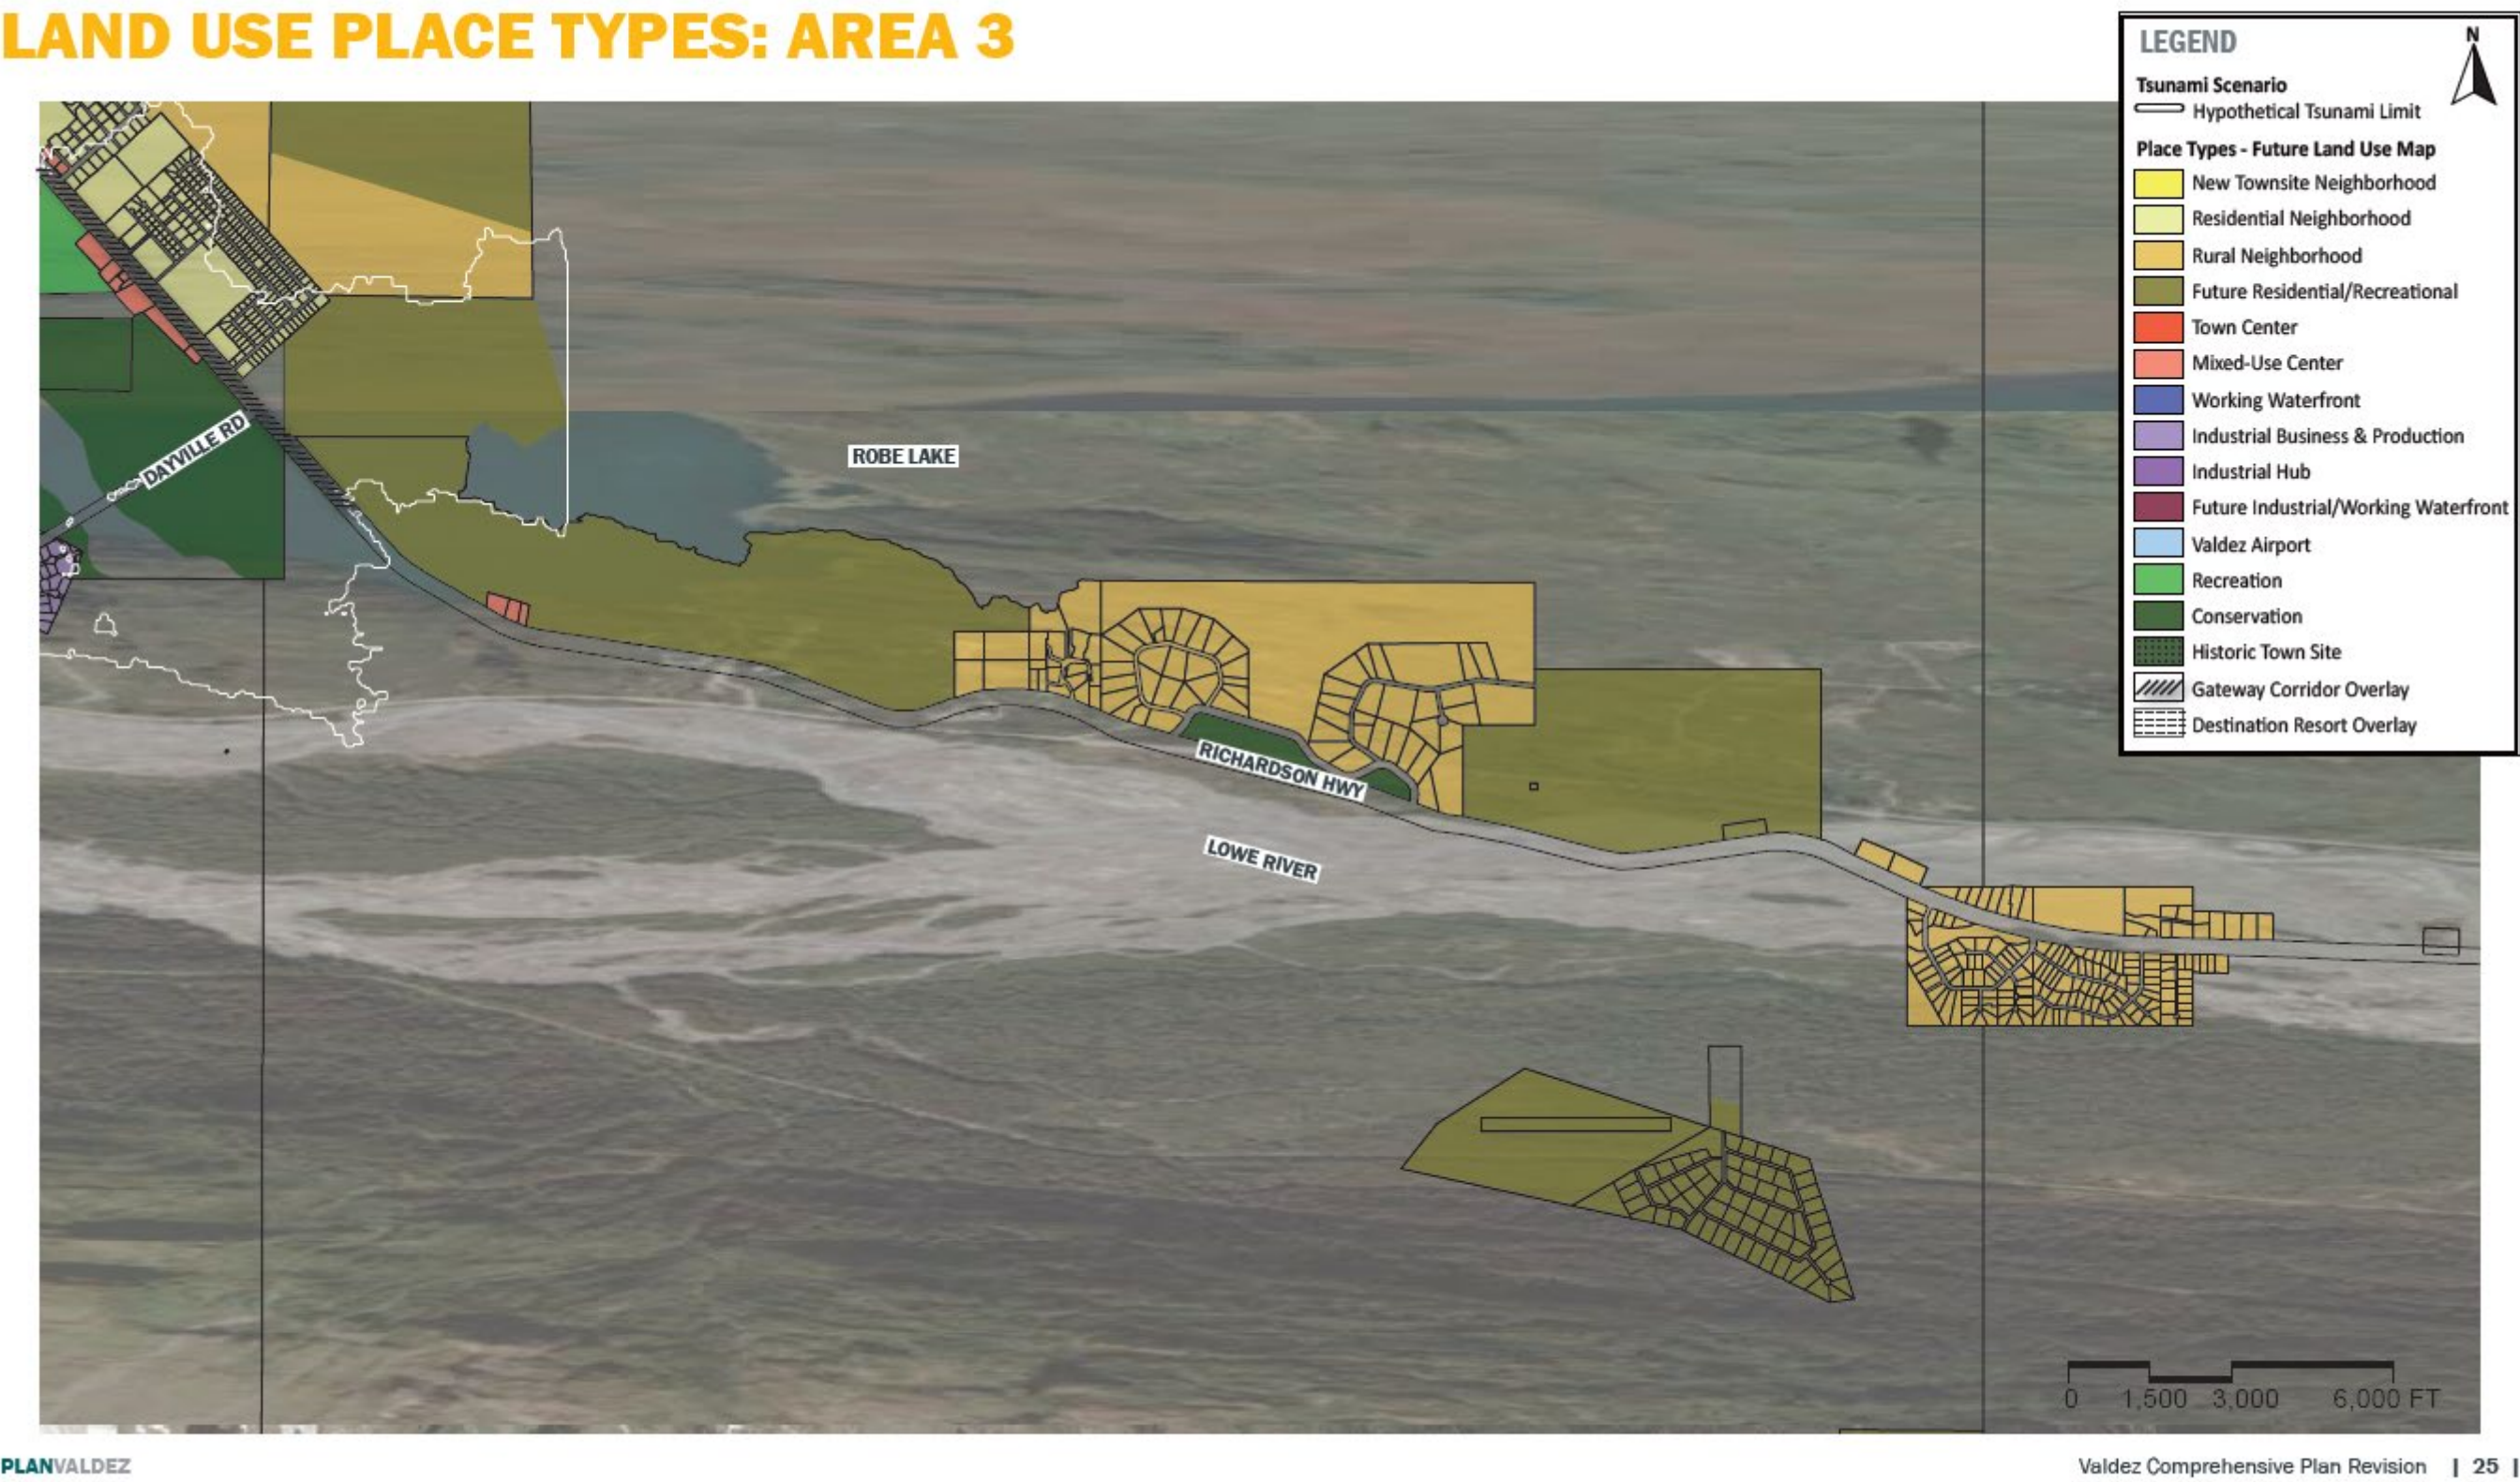 LAND USE PLACE TYPES: AREA 3
LEGEND
N
Tsunami Scenario
Hypothetical Tsunami Limit
Place Types - Future Land Use Map
New Townsite Neighborhood
Residential Neighborhood
Rural Neighborhood
Future Residential/Recreational
Town Center
Mixed-Use Center
Working Waterfront
Industrial Business & Production
Industrial Hub
Future Industrial/Working Waterfront
Valdez Airport
Recreation
Conservation
Historic Town Site
Gateway Corridor Overlay
Destination Resort Overlay
DAYVILLE RD
ROBE LAKE
RICHARDSON HWY
LOWE RIVER
0 1,500 3,000 6,000 FT
PLANVALDEZ
Valdez Comprehensive Plan Revision | 25 |